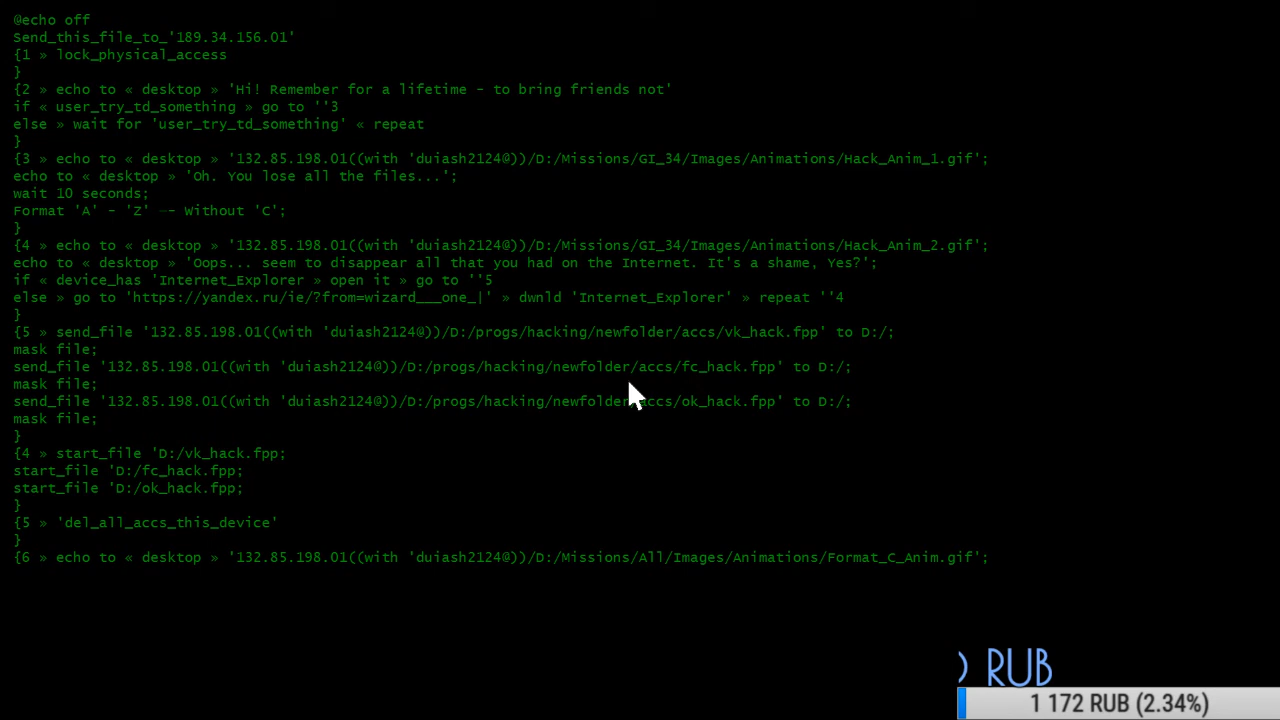 @echo off
Send_this_file_to_'189.34.156.01'
{1 » lock_physical_access
}
{2 » echo to « desktop » 'Hi! Remember for a lifetime - to bring friends not'
if « user_try_td_something » go to ''3
else » wait for 'user_try_td_something' « repeat
}
{3 » echo to « desktop » '132.85.198.01((with 'duiash2124@))/D:/Missions/GI_34/Images/Animations/Hack_Anim_1.gif';
echo to « desktop » 'Oh. You lose all the files...';
wait 10 seconds;
Format 'A' - 'Z' -- Without 'C';
}
{4 » echo to « desktop » '132.85.198.01((with 'duiash2124@))/D:/Missions/GI_34/Images/Animations/Hack_Anim_2.gif';
echo to « desktop » 'Oops... seem to disappear all that you had on the Internet. It's a shame, Yes?';
if « device_has 'Internet_Explorer » open it » go to ''5
else » go to 'https://yandex.ru/ie/?from=wizard___one_|' » dwnld 'Internet_Explorer' » repeat ''4
}
{5 » send_file '132.85.198.01((with 'duiash2124@))/D:/progs/hacking/newfolder/accs/vk_hack.fpp' to D:/;
mask file;
send_file '132.85.198.01((with 'duiash2124@))/D:/progs/hacking/newfolder/accs/fc_hack.fpp' to D:/;
mask file;
send_file '132.85.198.01((with 'duiash2124@))/D:/progs/hacking/newfolder/accs/ok_hack.fpp' to D:/;
mask file;
}
{4 » start_file 'D:/vk_hack.fpp;
start_file 'D:/fc_hack.fpp;
start_file 'D:/ok_hack.fpp;
}
{5 » 'del_all_accs_this_device'
}
{6 » echo to « desktop » '132.85.198.01((with 'duiash2124@))/D:/Missions/All/Images/Animations/Format_C_Anim.gif';
RUB
1 172 RUB (2.34%)